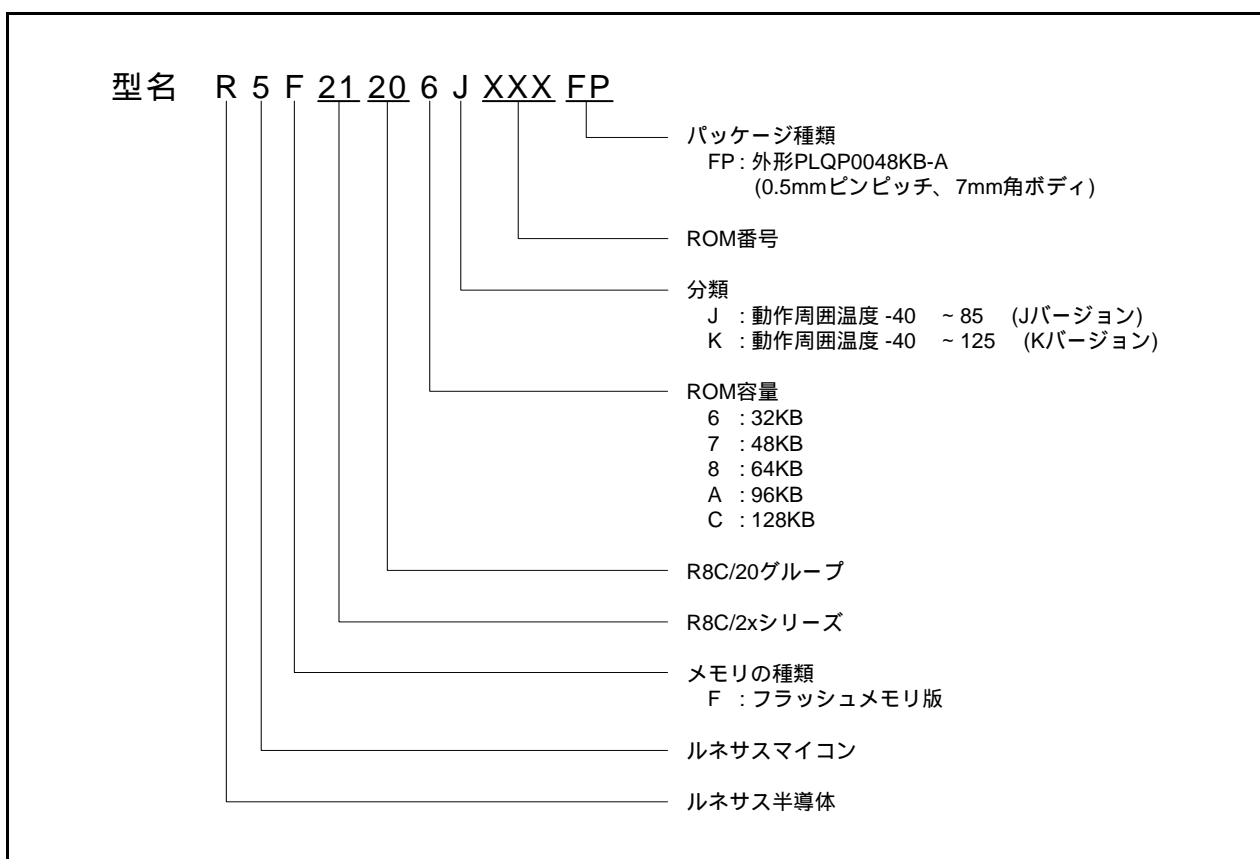 型名 R 5 F 21 20 6 J XXX FP
パッケージ種類
FP : 外形PLQP0048KB-A
(0.5mmピンピッチ、7mm角ボディ)
ROM番号
分類
J : 動作周囲温度 -40 ~ 85 (Jバージョン)
K : 動作周囲温度 -40 ~ 125 (Kバージョン)
ROM容量
6 : 32KB
7 : 48KB
8 : 64KB
A : 96KB
C : 128KB
R8C/20グループ
R8C/2xシリーズ
メモリの種類
F : フラッシュメモリ版
ルネサスマイコン
ルネサス半導体